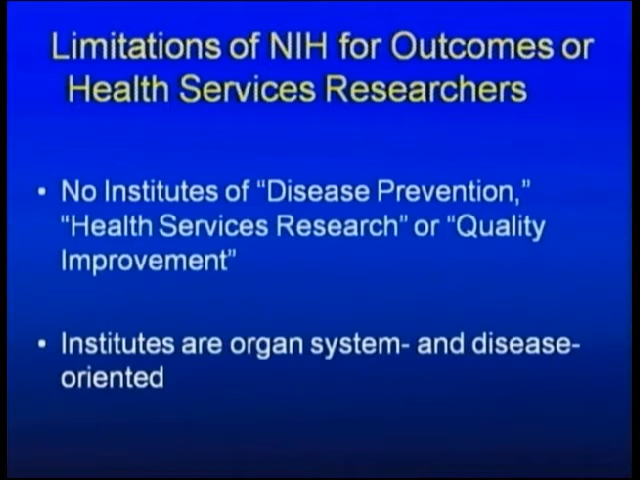 Limitations of NIH for Outcomes or
Health Services Researchers
• No Institutes of “Disease Prevention,”
“Health Services Research” or “Quality
Improvement”
• Institutes are organ system- and disease-
oriented